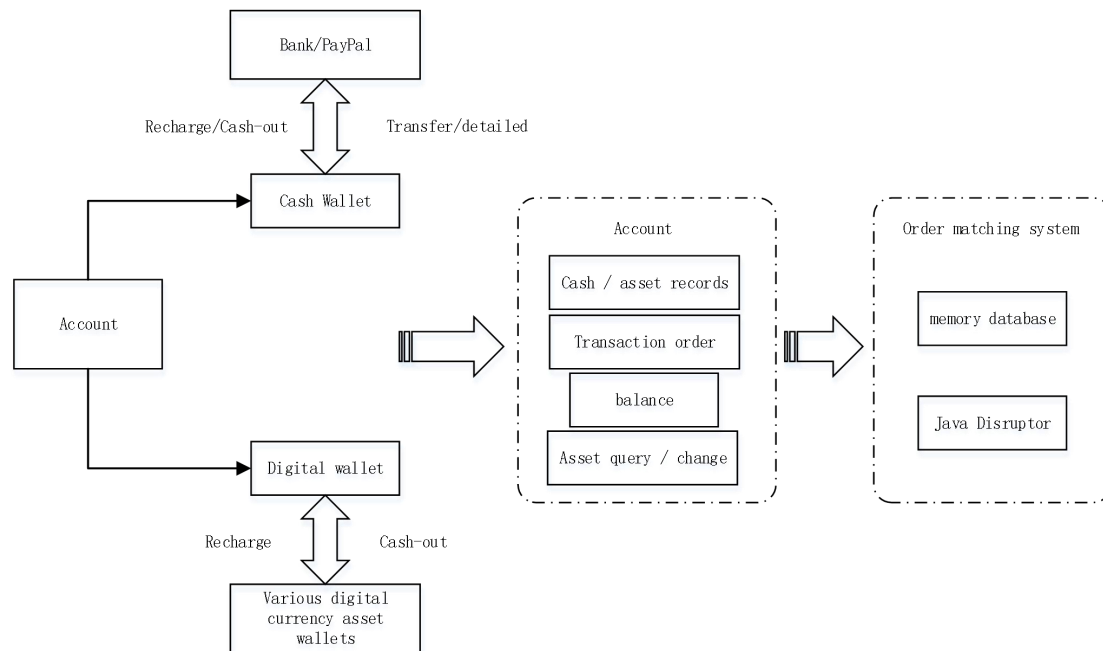 Bank/PayPal
Recharge/Cash-out
Transfer/detailed
Cash Wallet
Account
Digital wallet
Recharge
Cash-out
Various digital
currency asset
wallets
Account
Cash / asset records
Transaction order
balance
Asset query / change
Order matching system
memory database
Java Disruptor